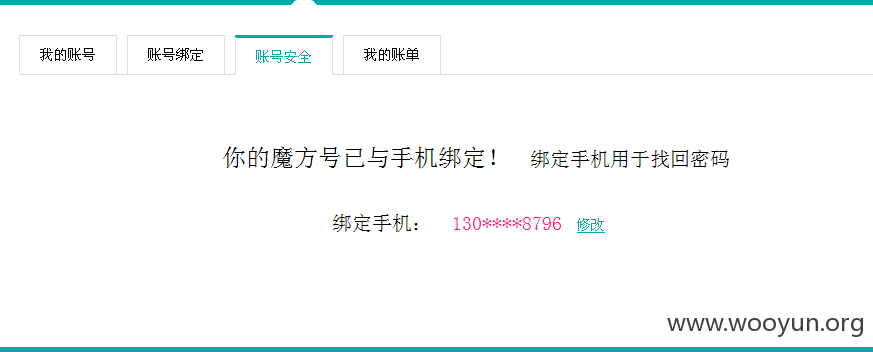 我的账号 账号绑定 账号安全 我的账单
你的魔方号已与手机绑定! 绑定手机用于找回密码
绑定手机: 130****8796 修改
www.wooyun.org